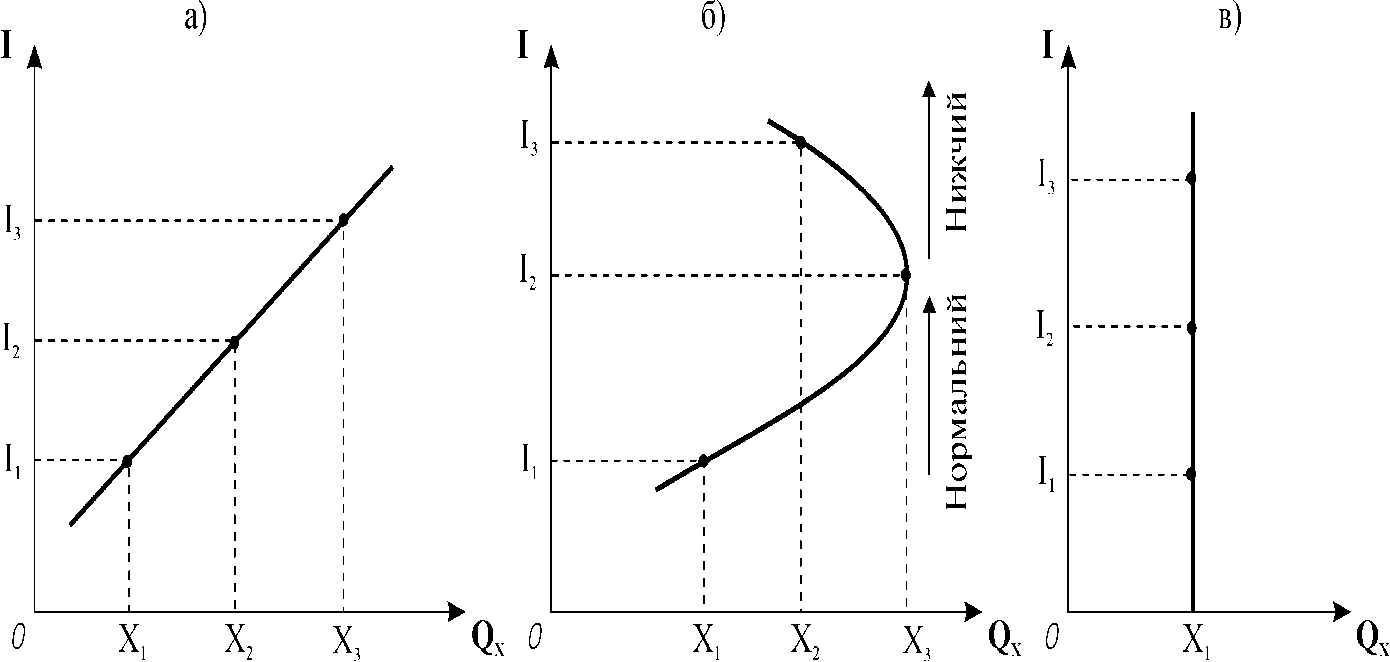 а)
I
I₃
I₂
I₁
0
X₁
X₂
X₃
Qₓ
б)
I
I₃
I₂
I₁
0
X₁
X₂
X₃
Qₓ
Нижчий
Нормальний
в)
I
I₃
I₂
I₁
0
X₁
Qₓ